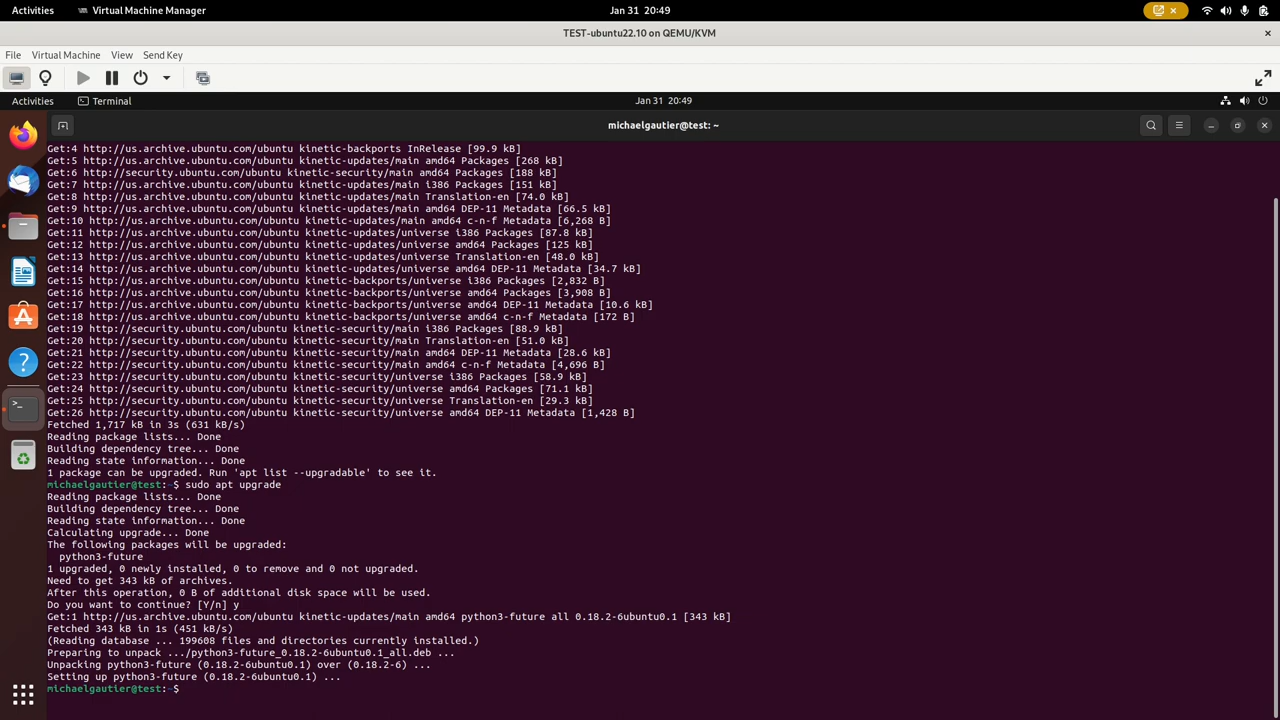 Activities Virtual Machine Manager Jan 31 20:49
TEST-ubuntu22.10 on QEMU/KVM
File Virtual Machine View Send Key
Activities Terminal Jan 31 20:49
michaelgautier@test: ~
Get:4 http://us.archive.ubuntu.com/ubuntu kinetic-backports InRelease [99.9 kB]
Get:5 http://us.archive.ubuntu.com/ubuntu kinetic-updates/main amd64 Packages [268 kB]
Get:6 http://security.ubuntu.com/ubuntu kinetic-security/main amd64 Packages [188 kB]
Get:7 http://us.archive.ubuntu.com/ubuntu kinetic-updates/main i386 Packages [151 kB]
Get:8 http://us.archive.ubuntu.com/ubuntu kinetic-updates/main Translation-en [74.0 kB]
Get:9 http://us.archive.ubuntu.com/ubuntu kinetic-updates/main amd64 DEP-11 Metadata [66.5 kB]
Get:10 http://us.archive.ubuntu.com/ubuntu kinetic-updates/main amd64 c-n-f Metadata [6,268 B]
Get:11 http://us.archive.ubuntu.com/ubuntu kinetic-updates/universe i386 Packages [87.8 kB]
Get:12 http://us.archive.ubuntu.com/ubuntu kinetic-updates/universe amd64 Packages [125 kB]
Get:13 http://us.archive.ubuntu.com/ubuntu kinetic-updates/universe Translation-en [48.0 kB]
Get:14 http://us.archive.ubuntu.com/ubuntu kinetic-updates/universe amd64 DEP-11 Metadata [34.7 kB]
Get:15 http://us.archive.ubuntu.com/ubuntu kinetic-backports/universe i386 Packages [2,832 B]
Get:16 http://us.archive.ubuntu.com/ubuntu kinetic-backports/universe amd64 Packages [3,908 B]
Get:17 http://us.archive.ubuntu.com/ubuntu kinetic-backports/universe amd64 DEP-11 Metadata [10.6 kB]
Get:18 http://us.archive.ubuntu.com/ubuntu kinetic-backports/universe amd64 c-n-f Metadata [172 B]
Get:19 http://security.ubuntu.com/ubuntu kinetic-security/main i386 Packages [88.9 kB]
Get:20 http://security.ubuntu.com/ubuntu kinetic-security/main Translation-en [51.0 kB]
Get:21 http://security.ubuntu.com/ubuntu kinetic-security/main amd64 DEP-11 Metadata [28.6 kB]
Get:22 http://security.ubuntu.com/ubuntu kinetic-security/main amd64 c-n-f Metadata [4,696 B]
Get:23 http://security.ubuntu.com/ubuntu kinetic-security/universe i386 Packages [58.9 kB]
Get:24 http://security.ubuntu.com/ubuntu kinetic-security/universe amd64 Packages [71.1 kB]
Get:25 http://security.ubuntu.com/ubuntu kinetic-security/universe Translation-en [29.3 kB]
Get:26 http://security.ubuntu.com/ubuntu kinetic-security/universe amd64 DEP-11 Metadata [1,428 B]
Fetched 1,717 kB in 3s (631 kB/s)
Reading package lists... Done
Building dependency tree... Done
Reading state information... Done
1 package can be upgraded. Run 'apt list --upgradable' to see it.
michaelgautier@test:~$ sudo apt upgrade
Reading package lists... Done
Building dependency tree... Done
Reading state information... Done
Calculating upgrade... Done
The following packages will be upgraded:
python3-future
1 upgraded, 0 newly installed, 0 to remove and 0 not upgraded.
Need to get 343 kB of archives.
After this operation, 0 B of additional disk space will be used.
Do you want to continue? [Y/n] y
Get:1 http://us.archive.ubuntu.com/ubuntu kinetic-updates/main amd64 python3-future all 0.18.2-6ubuntu0.1 [343 kB]
Fetched 343 kB in 1s (451 kB/s)
(Reading database ... 199608 files and directories currently installed.)
Preparing to unpack .../python3-future_0.18.2-6ubuntu0.1_all.deb ...
Unpacking python3-future (0.18.2-6ubuntu0.1) over (0.18.2-6) ...
Setting up python3-future (0.18.2-6ubuntu0.1) ...
michaelgautier@test:~$